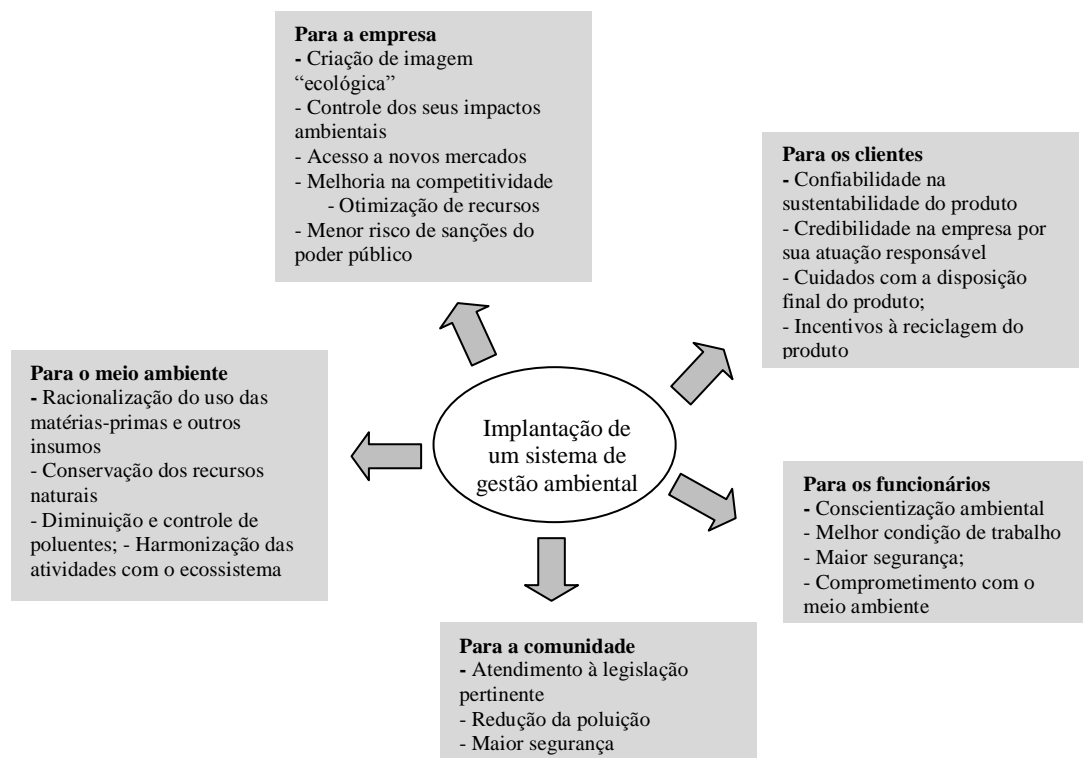 Para a empresa
- Criação de imagem
“ecológica”
- Controle dos seus impactos
ambientais
- Acesso a novos mercados
- Melhoria na competitividade
- Otimização de recursos
- Menor risco de sanções do
poder público
Para os clientes
- Confiabilidade na
sustentabilidade do produto
- Credibilidade na empresa por
sua atuação responsável
- Cuidados com a disposição
final do produto;
- Incentivos à reciclagem do
produto
Para o meio ambiente
- Racionalização do uso das
matérias-primas e outros
insumos
- Conservação dos recursos
naturais
- Diminuição e controle de
poluentes; - Harmonização das
atividades com o ecossistema
Implantação de
um sistema de
gestão ambiental
Para os funcionários
- Conscientização ambiental
- Melhor condição de trabalho
- Maior segurança;
- Comprometimento com o
meio ambiente
Para a comunidade
- Atendimento à legislação
pertinente
- Redução da poluição
- Maior segurança